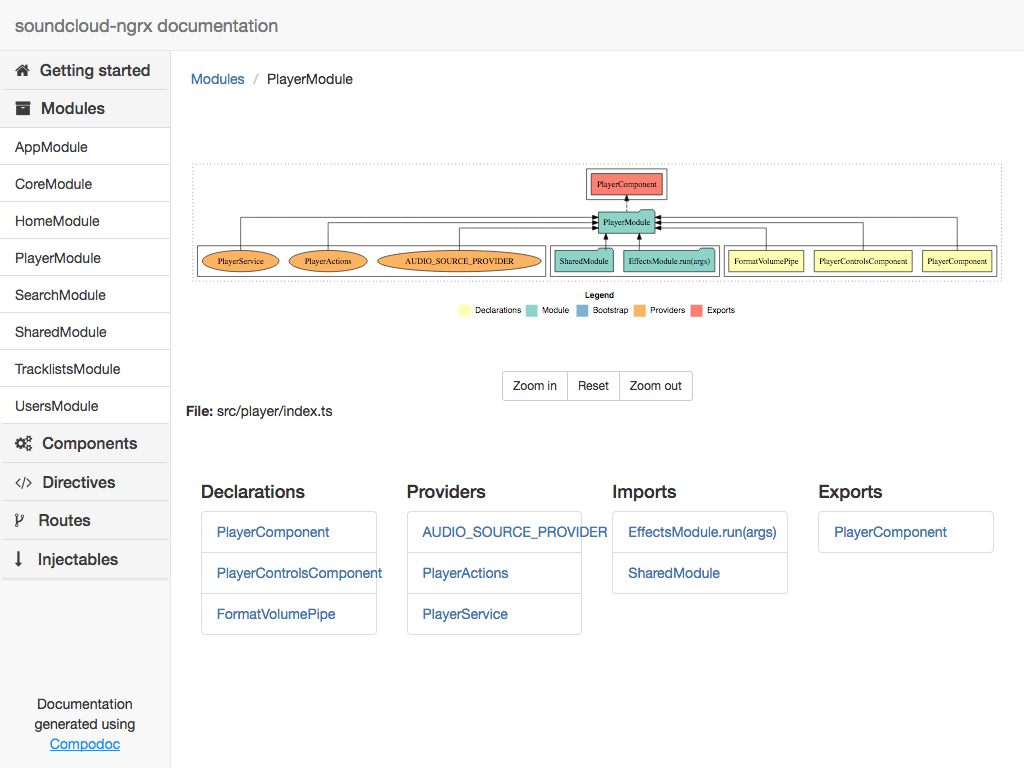 soundcloud-ngrx documentation
Getting started
Modules
AppModule
CoreModule
HomeModule
PlayerModule
SearchModule
SharedModule
TracklistsModule
UsersModule
Components
Directives
Routes
Injectables
Documentation
generated using
Compodoc
Modules / PlayerModule
PlayerComponent
PlayerModule
PlayerService PlayerActions AUDIO_SOURCE_PROVIDER SharedModule EffectsModule.run(args) FormatVolumePipe PlayerControlsComponent PlayerComponent
Legend
Declarations Module Bootstrap Providers Exports
Zoom in Reset Zoom out
File: src/player/index.ts
Declarations
PlayerComponent
PlayerControlsComponent
FormatVolumePipe
Providers
AUDIO_SOURCE_PROVIDER
PlayerActions
PlayerService
Imports
EffectsModule.run(args)
SharedModule
Exports
PlayerComponent